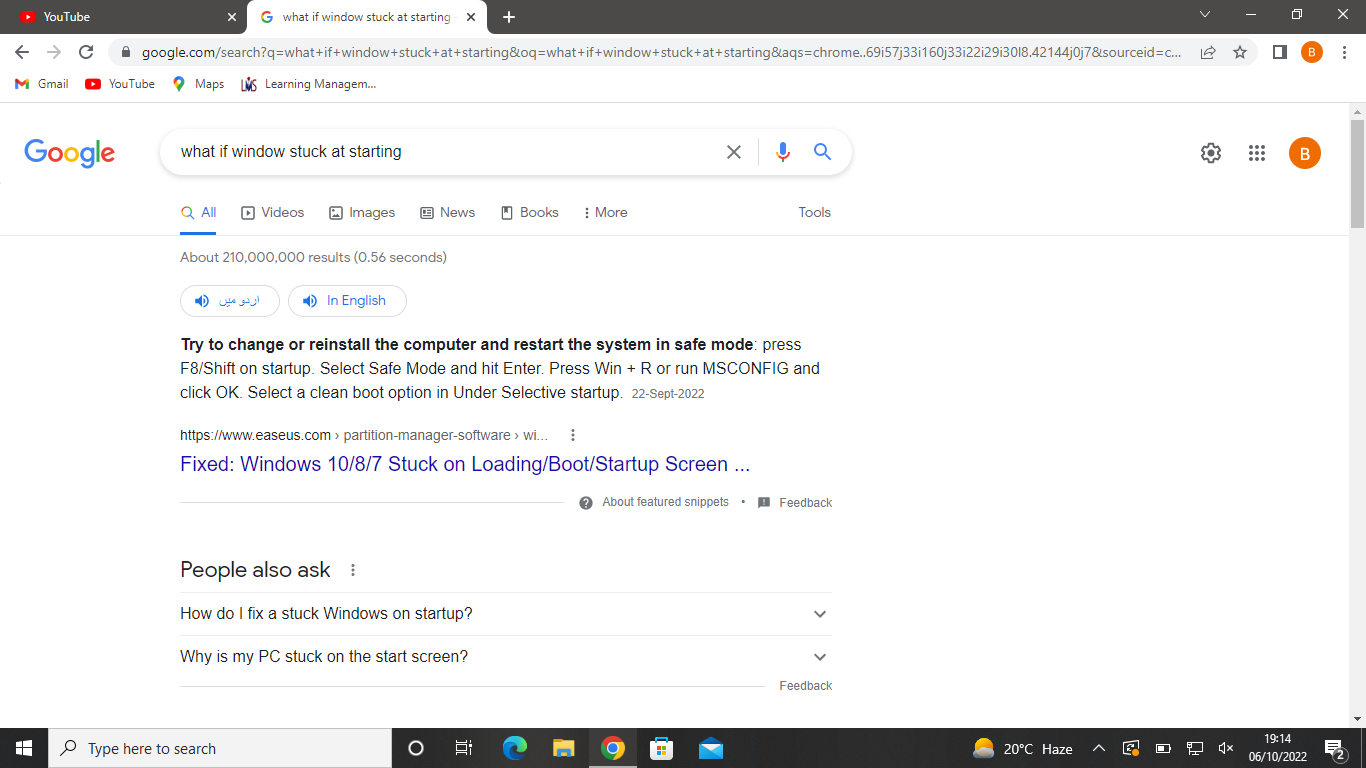 YouTube
what if window stuck at starting -
google.com/search?q=what+if+window+stuck+at+starting&oq=what+if+window+stuck+at+starting&aqs=chrome..69i57j33i160j33i22i29i30l8.42144j0j7&sourceid=c...
B
Gmail
YouTube
Maps
LMS
Learning Managem...
Google
what if window stuck at starting
B
All
Videos
Images
News
Books
More
Tools
About 210,000,000 results (0.56 seconds)
اردو میں
In English
Try to change or reinstall the computer and restart the system in safe mode: press
F8/Shift on startup. Select Safe Mode and hit Enter. Press Win + R or run MSCONFIG and
click OK. Select a clean boot option in Under Selective startup. 22-Sept-2022
https://www.easeus.com › partition-manager-software › wi...
Fixed: Windows 10/8/7 Stuck on Loading/Boot/Startup Screen ...
About featured snippets • Feedback
People also ask
How do I fix a stuck Windows on startup?
Why is my PC stuck on the start screen?
Feedback
Type here to search
20°C Haze
19:14
06/10/2022
2